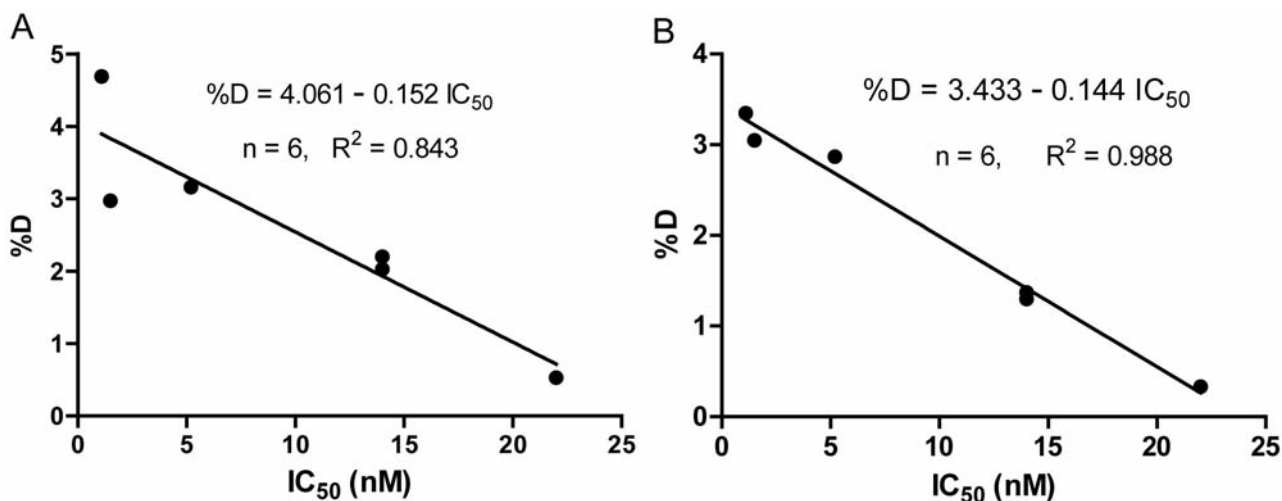 A
%D = 4.061 - 0.152 IC50
n = 6, R2 = 0.843
5
4
3
2
1
0
%D
0 5 10 15 20 25
IC50 (nM)
B
%D = 3.433 - 0.144 IC50
n = 6, R2 = 0.988
4
3
2
1
0
%D
0 5 10 15 20 25
IC50 (nM)